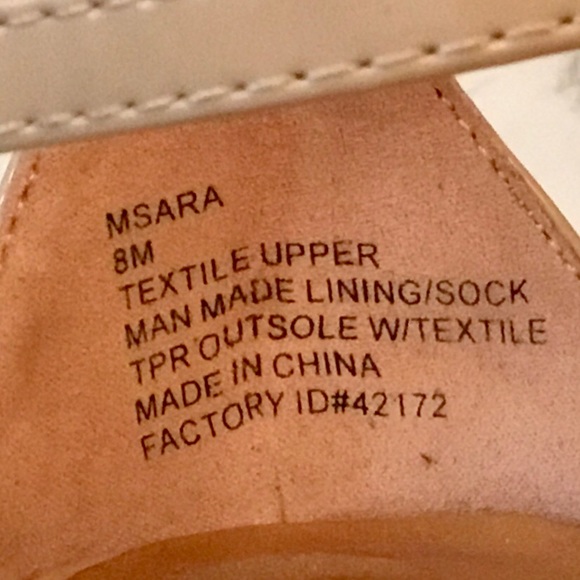 MSARA
8M
TEXTILE UPPER
MAN MADE LINING/SOCK
TPR OUTSOLE W/TEXTILE
MADE IN CHINA
FACTORY ID#42172